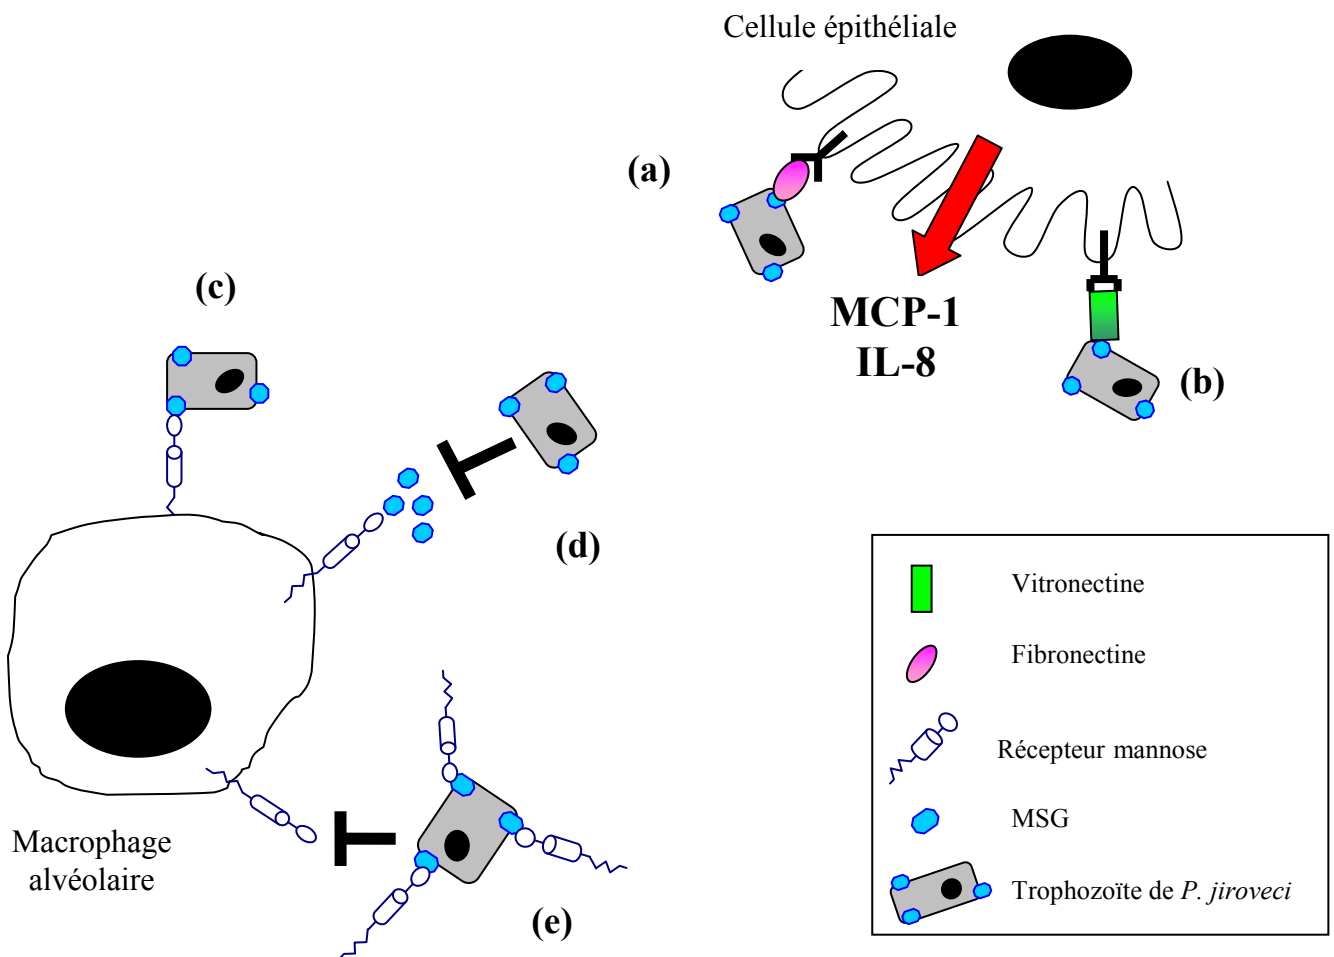 Cellule épithéliale
(a)
(c)
MCP-1
IL-8
(b)
(d)
Vitronectine
Fibronectine
Récepteur mannose
MSG
Macrophage
alvéolaire
Trophozoïte de P. jiroveci
(e)